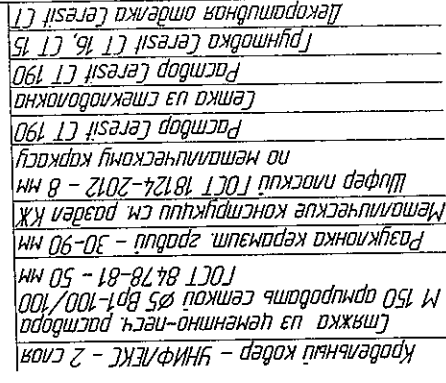 Кровельный ковер – УНИФЛЕКС – 2 слоя
Стяжка из цементно-песч. раствора
М 150 армировать сеткой Ø5 Вр1-100/100
ГОСТ 8478-81 - 50 мм
Разуклонка керамзит. гравий – 30-90 мм
Металлические конструкции см. раздел КЖ
Шифер плоский ГОСТ 18124-2012 – 8 мм
по металлическому каркасу
Раствор Ceresit CT 190
Сетка из стекловолокна
Раствор Ceresit CT 190
Грунтовка Ceresit CT 16, CT 15
Декоративная отделка Ceresit CT